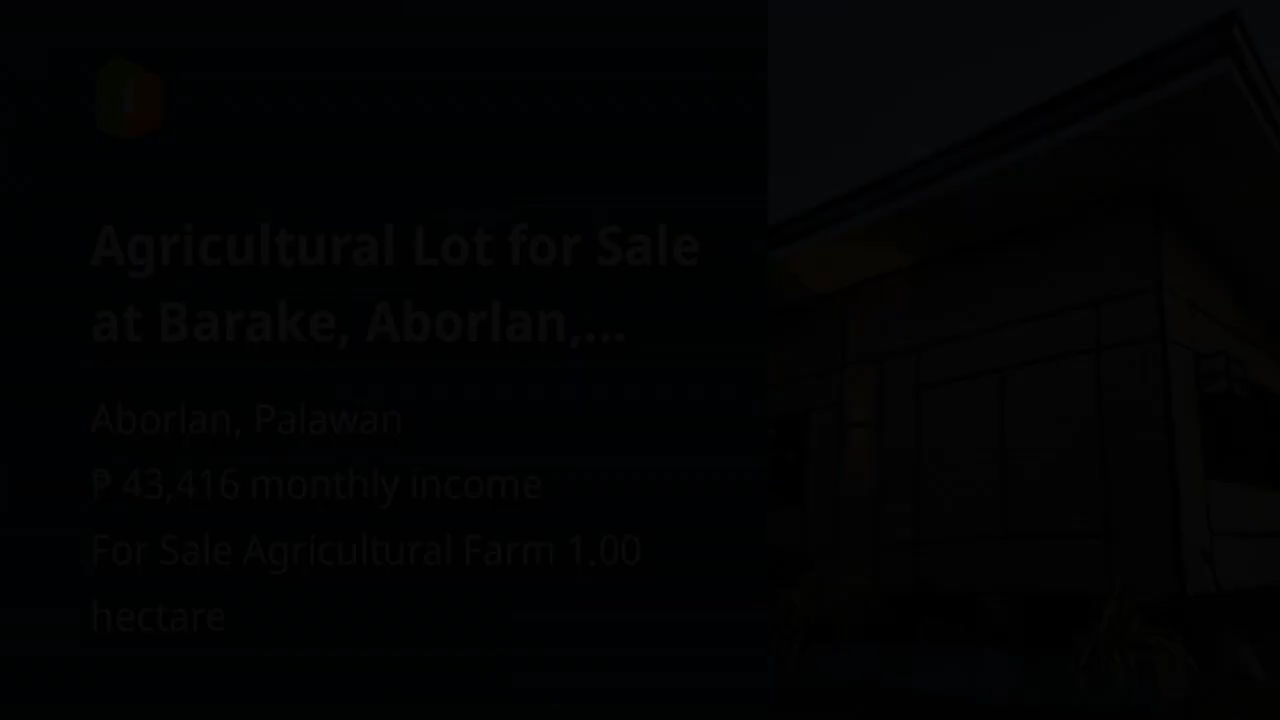 Agricultural Lot for Sale
at Barake, Aborlan,...
Aborlan, Palawan
₱ 43,416 monthly income
For Sale Agricultural Farm 1.00
hectare